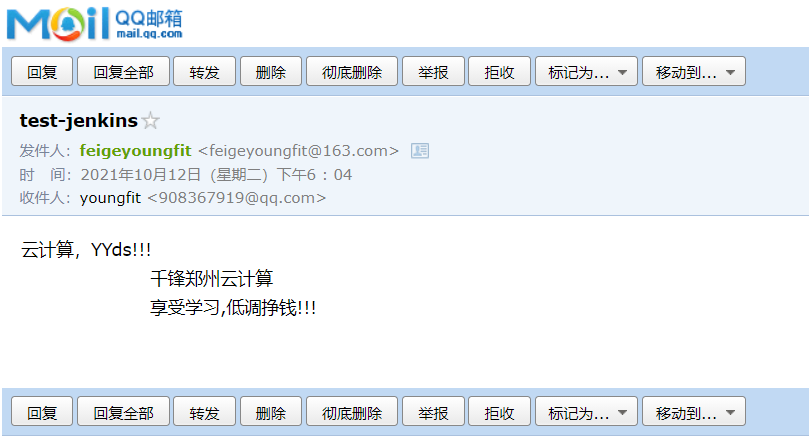 Mail QQ邮箱
mail.qq.com
回复 回复全部 转发 删除 彻底删除 举报 拒收 标记为... 移动到...
test-jenkins
发件人：feigeyoungfit <feigeyoungfit@163.com>
时　间：2021年10月12日（星期二）下午6：04
收件人：youngfit <908367919@qq.com>
云计算，YYds!!!
千锋郑州云计算
享受学习,低调挣钱!!!
回复 回复全部 转发 删除 彻底删除 举报 拒收 标记为... 移动到...